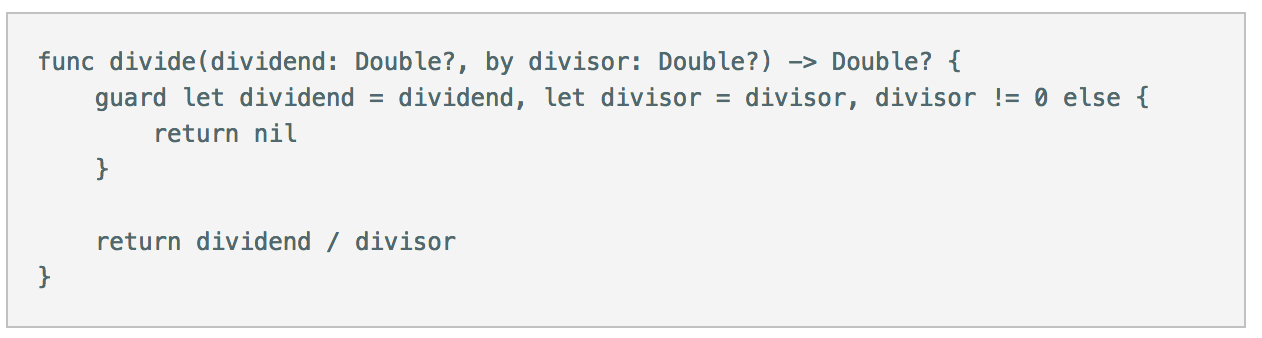 func divide(dividend: Double?, by divisor: Double?) -> Double? {
    guard let dividend = dividend, let divisor = divisor, divisor != 0 else {
        return nil
    }

    return dividend / divisor
}